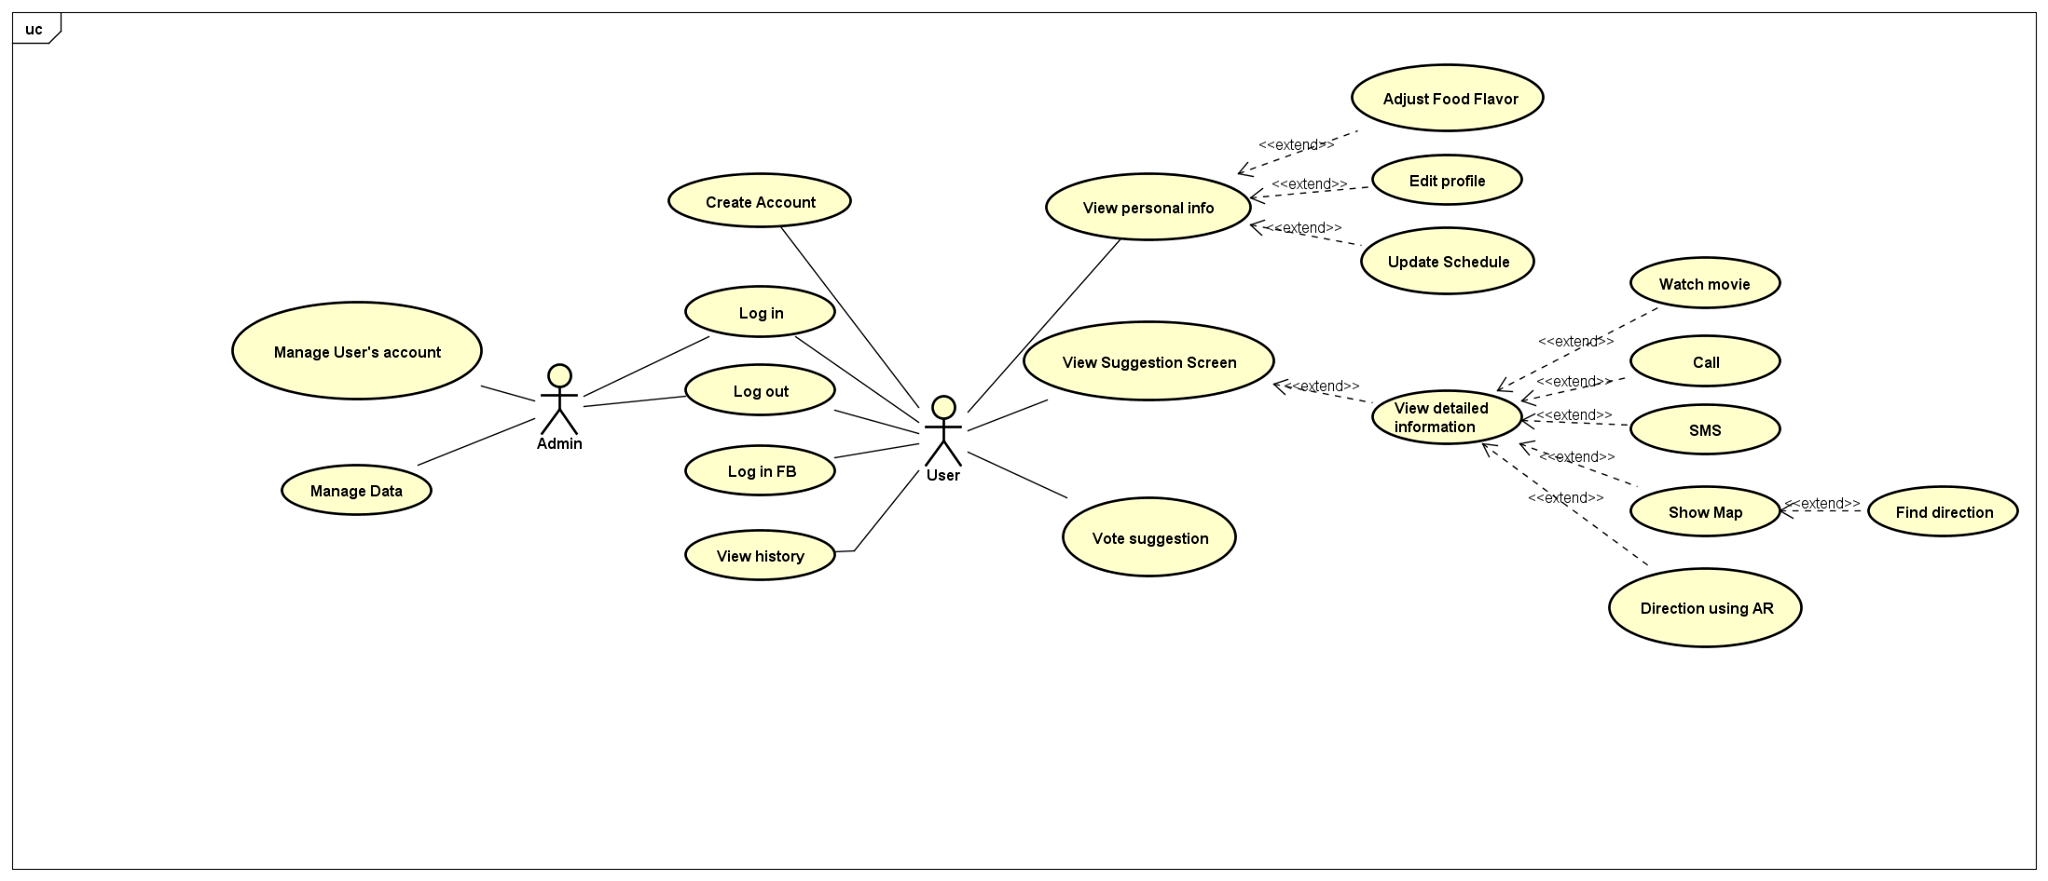 uc
Adjust Food Flavor
<<extend>>
Edit profile
<<extend>>
Create Account
View personal info
<<extend>>
Update Schedule
Watch movie
Log in
<<extend>>
Manage User's account
View Suggestion Screen
Call
<<extend>>
<<extend>>
Log out
View detailed
information
<<extend>>
SMS
Admin
<<extend>>
Log in FB
User
Manage Data
<<extend>>
<<extend>>
Show Map
Find direction
Vote suggestion
View history
Direction using AR